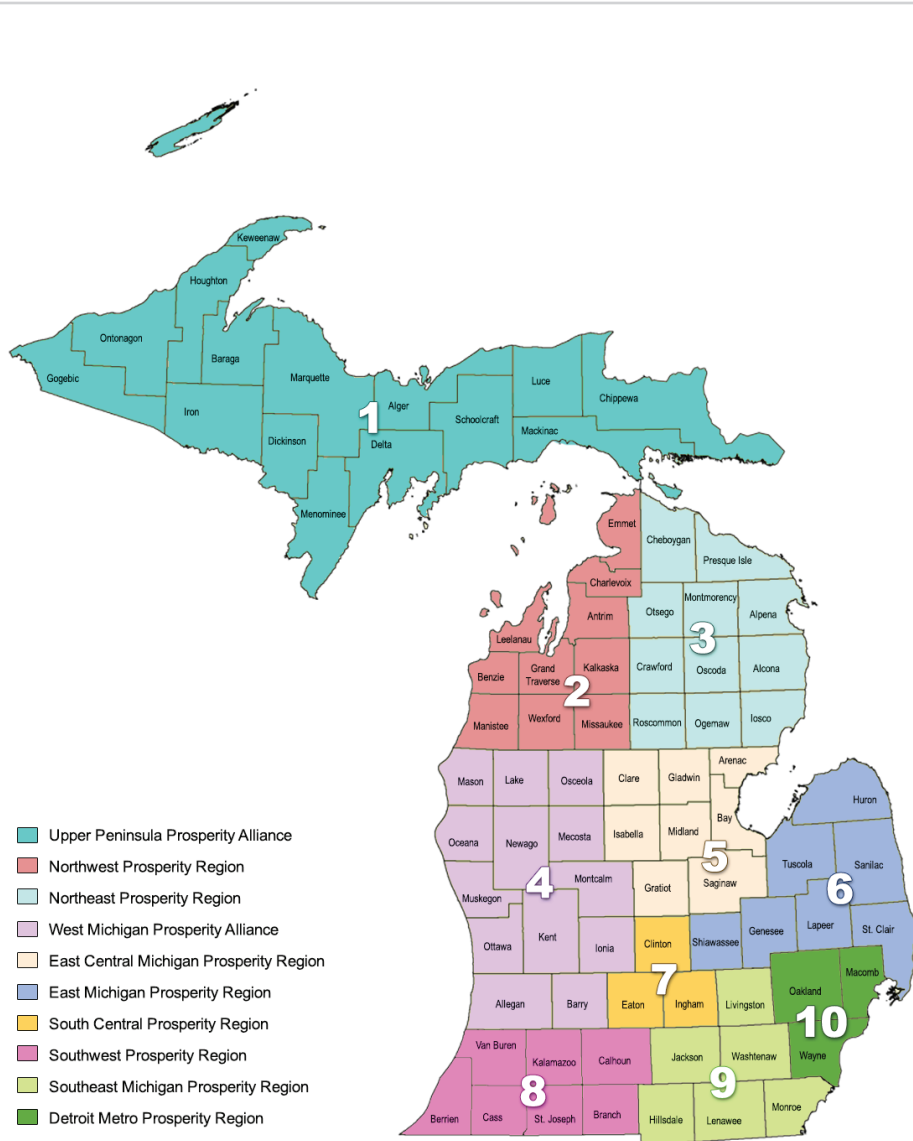 Keweenaw
Houghton
Ontonagon
Baraga
Gogebic
Marquette
Iron
Alger
Luce
Chippewa
1
Schoolcraft
Mackinac
Dickinson
Delta
Menominee
Emmet
Cheboygan
Presque Isle
Charlevoix
Antrim
Otsego
Montmorency
Alpena
3
Leelanau
Benzie
Grand
Traverse
Kalkaska
Crawford
Oscoda
Alcona
2
Manistee
Wexford
Missaukee
Roscommon
Ogemaw
Iosco
Mason
Lake
Osceola
Clare
Gladwin
Arenac
Huron
Oceana
Newago
Mecosta
Isabella
Midland
Bay
5
Tuscola
Sanilac
4
Montcalm
Gratiot
Saginaw
6
Muskegon
Ottawa
Kent
Ionia
Clinton
Shiawassee
Genesee
Lapeer
St. Clair
7
Allegan
Barry
Eaton
Ingham
Livingston
Oakland
Macomb
10
Van Buren
Kalamazoo
Calhoun
Jackson
Washtenaw
Wayne
8
9
Berrien
Cass
St. Joseph
Branch
Hillsdale
Lenawee
Monroe
Upper Peninsula Prosperity Alliance
Northwest Prosperity Region
Northeast Prosperity Region
West Michigan Prosperity Alliance
East Central Michigan Prosperity Region
East Michigan Prosperity Region
South Central Prosperity Region
Southwest Prosperity Region
Southeast Michigan Prosperity Region
Detroit Metro Prosperity Region